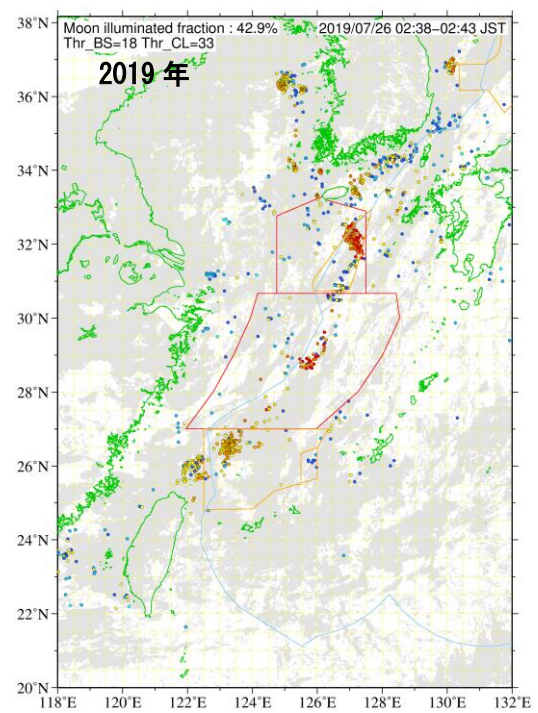 Moon illuminated fraction : 42.9% 2019/07/26 02:38−02:43 JST
Thr_BS=18 Thr_CL=33
2019 年
38°N
36°N
34°N
32°N
30°N
28°N
26°N
24°N
22°N
20°N
118°E 120°E 122°E 124°E 126°E 128°E 130°E 132°E